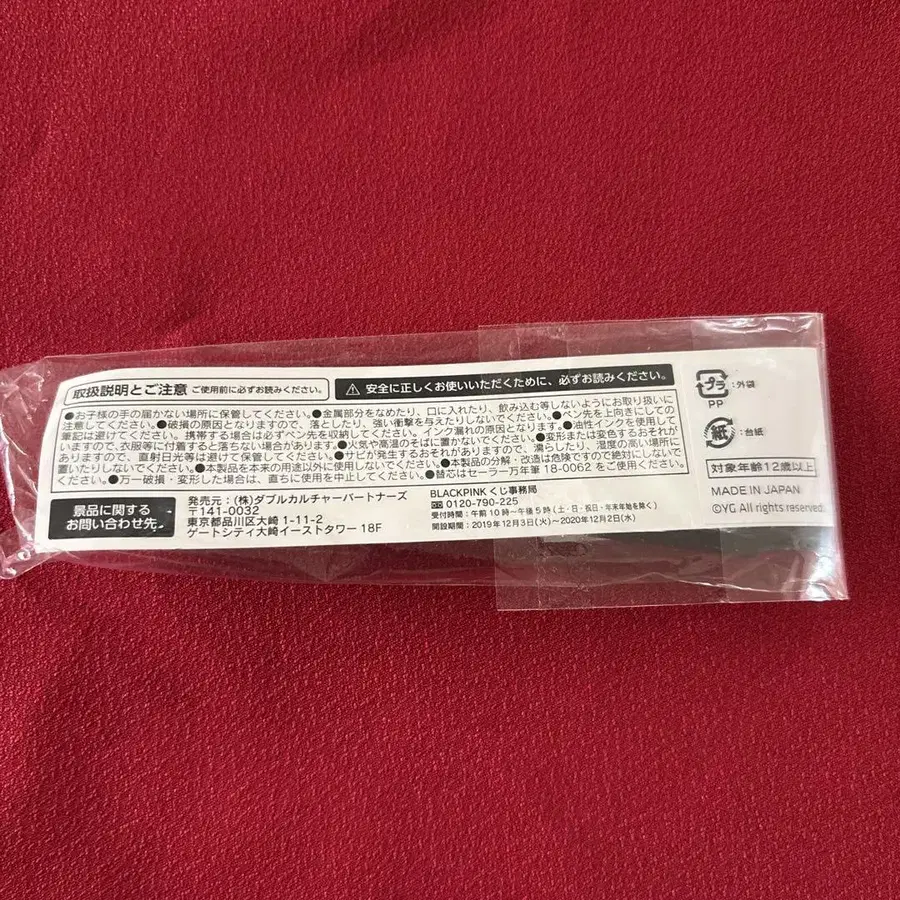 取扱説明とご注意 ご使用前に必ずお読みください。
安全に正しくお使いいただくために、必ずお読みください。
●お子様の手の届かない場所に保管してください。●金属部分をなめたり、口に入れたり、飲み込む等しないようにお取り扱いに
注意してください。●破損の原因となりますので、落としたり、強い衝撃を与えたりしないでください。●ペン先を上向きにしての
筆記は避けてください。携帯する場合は必ずペン先を収納してください。インク漏れの原因となります。●油性インクを使用して
いますので、衣服等に付着すると落ちない場合があります。●火気や高温のそばに置かないでください。●変形または変色するおそれが
ありますので、直射日光等は避けて保管してください。●サビが発生するおそれがありますので、濡らしたり、湿度の高い場所に
置いたりしないでください。●本製品を本来の用途以外に使用しないでください。●本製品の分解・改造は危険ですので絶対にしないで
ください。●万一破損・変形した場合は、直ちに使用を中止してください。●替芯はセーラー万年筆 18-0062 をご使用ください。
景品に関する
お問い合わせ先
発売元：(株)ダブルカルチャーパートナーズ
〒141-0032
東京都品川区大崎 1-11-2
ゲートシティ大崎イーストタワー 18F
BLACKPINK くじ事務局
0120-790-225
受付時間：午前 10 時～午後 5 時 (土・日・祝日・年末年始を除く)
開設期間：2019年12月3日(火)～2020年12月2日(水)
プラ
：外袋
PP
紙
：台紙
対象年齢12歳以上
MADE IN JAPAN
©YG All rights reserved.